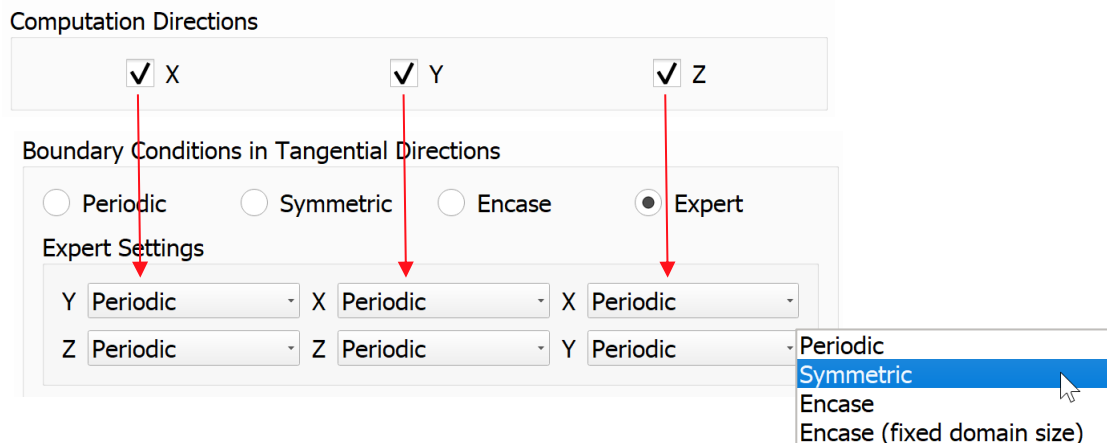 Computation Directions
X Y Z
Boundary Conditions in Tangential Directions
Periodic Symmetric Encase Expert
Expert Settings
Y Periodic X Periodic X Periodic
Z Periodic Z Periodic Y Periodic
Periodic
Symmetric
Encase
Encase (fixed domain size)